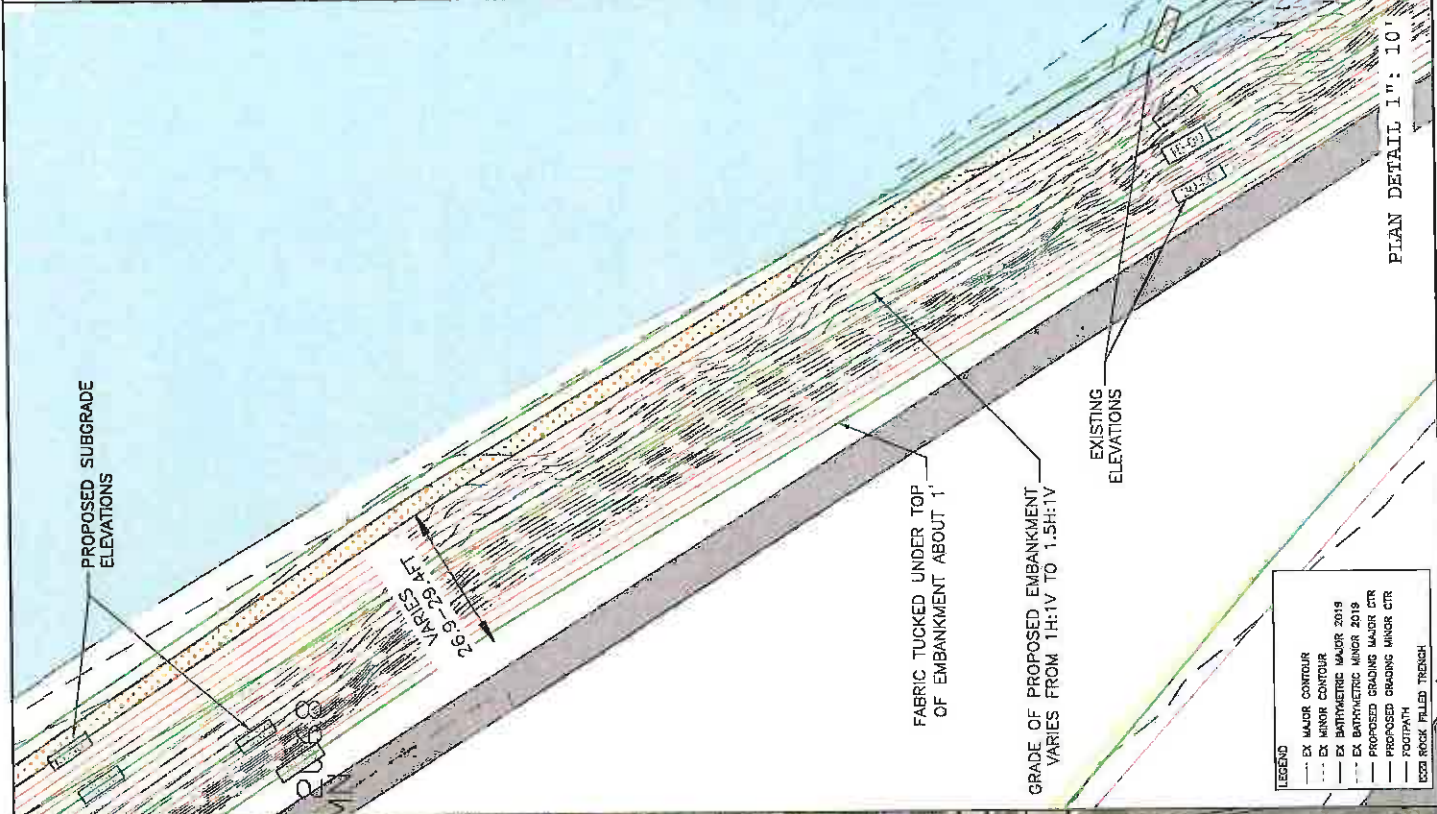 PROPOSED SUBGRADE
ELEVATIONS
VARIES
26.9-29.4FT
FABRIC TUCKED UNDER TOP
OF EMBANKMENT ABOUT 1'
GRADE OF PROPOSED EMBANKMENT
VARIES FROM 1H:1V TO 1.5H:1V
EXISTING
ELEVATIONS
PLAN DETAIL 1": 10'
LEGEND
EX MAJOR CONTOUR
EX MINOR CONTOUR
EX BATHYMETRIC MAJOR 2019
EX BATHYMETRIC MINOR 2019
PROPOSED GRADING MAJOR CTR
PROPOSED GRADING MINOR CTR
FOOTPATH
ROCK FILLED TRENCH